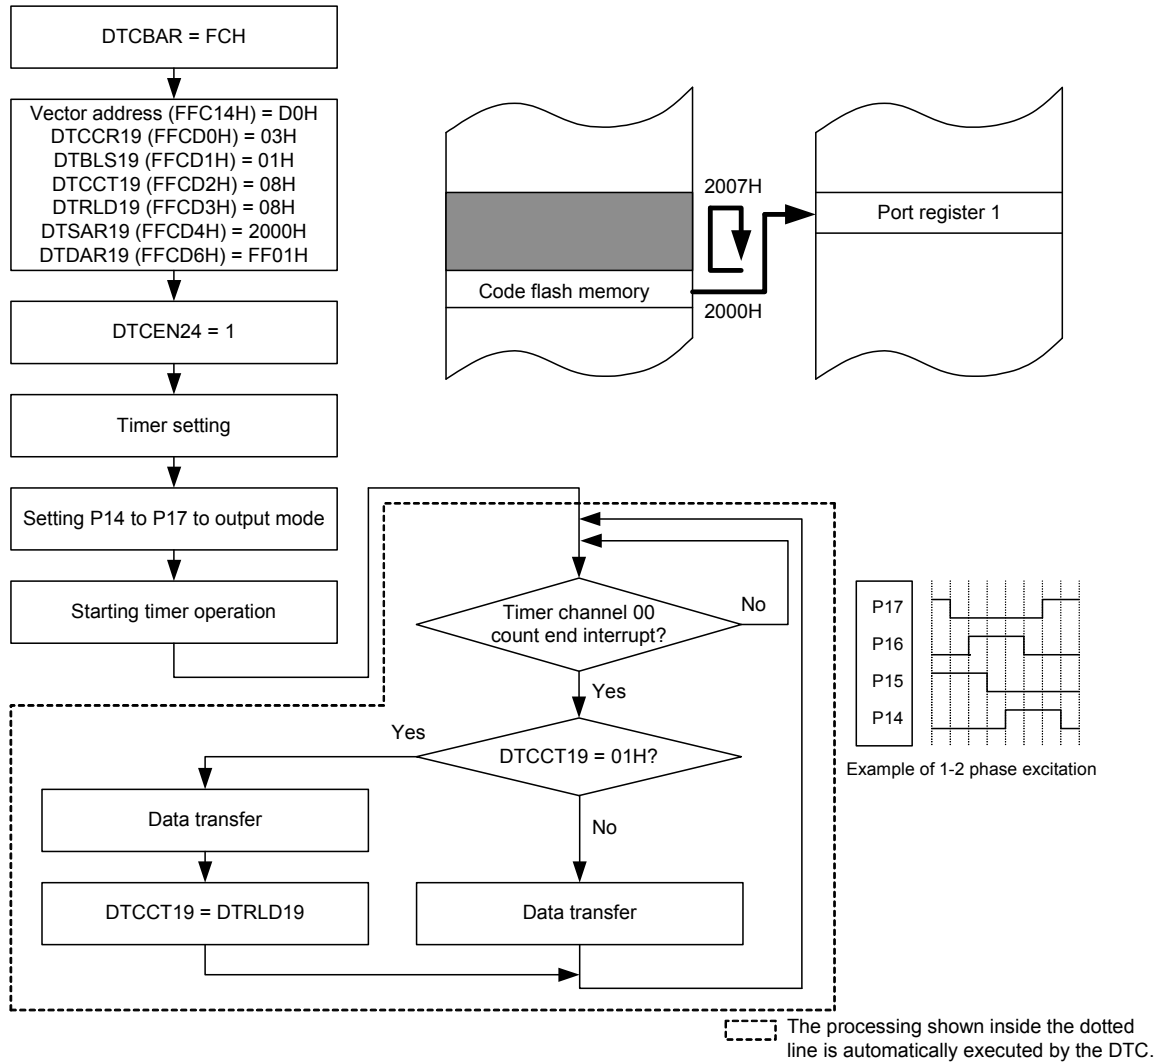 DTCBAR = FCH
Vector address (FFC14H) = D0H
DTCCR19 (FFCD0H) = 03H
DTBLS19 (FFCD1H) = 01H
DTCCT19 (FFCD2H) = 08H
DTRLD19 (FFCD3H) = 08H
DTSAR19 (FFCD4H) = 2000H
DTDAR19 (FFCD6H) = FF01H
DTCEN24 = 1
Timer setting
Setting P14 to P17 to output mode
Starting timer operation
2007H
Port register 1
Code flash memory
2000H
Timer channel 00
count end interrupt?
No
Yes
DTCCT19 = 01H?
Yes
No
Data transfer
DTCCT19 = DTRLD19
Data transfer
P17
P16
P15
P14
Example of 1-2 phase excitation
The processing shown inside the dotted
line is automatically executed by the DTC.